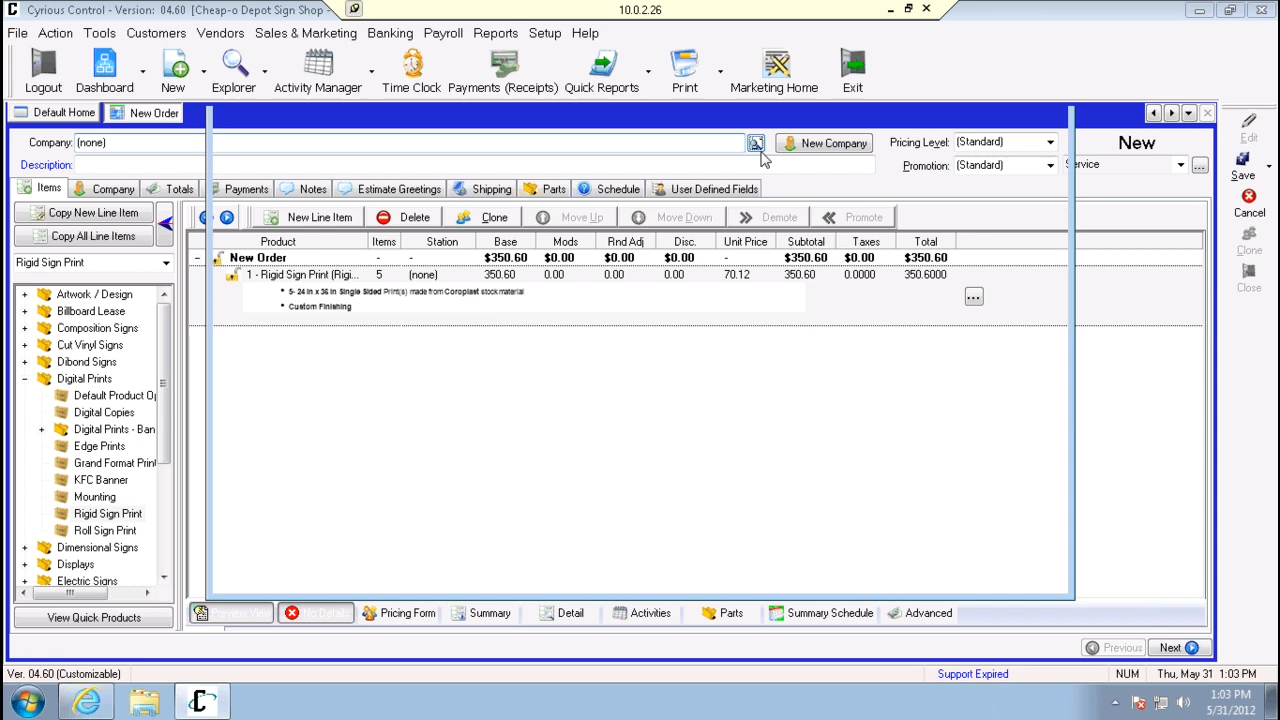 Cyrious Control - Version: 04.60 [Cheap-o Depot Sign Shop - 10.0.2.26
File Action Tools Customers Vendors Sales & Marketing Banking Payroll Reports Setup Help
Logout Dashboard New Explorer Activity Manager Time Clock Payments (Receipts) Quick Reports Print Marketing Home Exit
Default Home New Order
Company: (none) New Company Pricing Level: (Standard) New Edit
Description: Promotion: (Standard) Service ... Save
Items Company Totals Payments Notes Estimate Greetings Shipping Parts Schedule User Defined Fields
Copy New Line Item New Line Item Delete Clone Move Up Move Down Demote Promote Cancel
Copy All Line Items Product Items Station Base Mods Rnd Adj Disc. Unit Price Subtotal Taxes Total Clone
Rigid Sign Print New Order - - $350.60 $0.00 $0.00 $0.00 - $350.60 $0.00 $350.60
1 - Rigid Sign Print (Rigi... 5 (none) 350.60 0.00 0.00 0.00 70.12 350.60 0.0000 350.6000 Close
Artwork / Design • 5- 24 in x 36 in Single Sided Print(s) made from Coroplast stock material ...
Billboard Lease • Custom Finishing
Composition Signs
Cut Vinyl Signs
Dibond Signs
Digital Prints
Default Product Op
Digital Copies
Digital Prints - Ban
Edge Prints
Grand Format Print
KFC Banner
Mounting
Rigid Sign Print
Roll Sign Print
Dimensional Signs
Displays
Electric Signs
View Quick Products Preview View No Details Pricing Form Summary Detail Activities Parts Summary Schedule Advanced
Previous Next
Ver. 04.60 (Customizable) Support Expired NUM Thu, May 31 1:03 PM
1:03 PM
5/31/2012